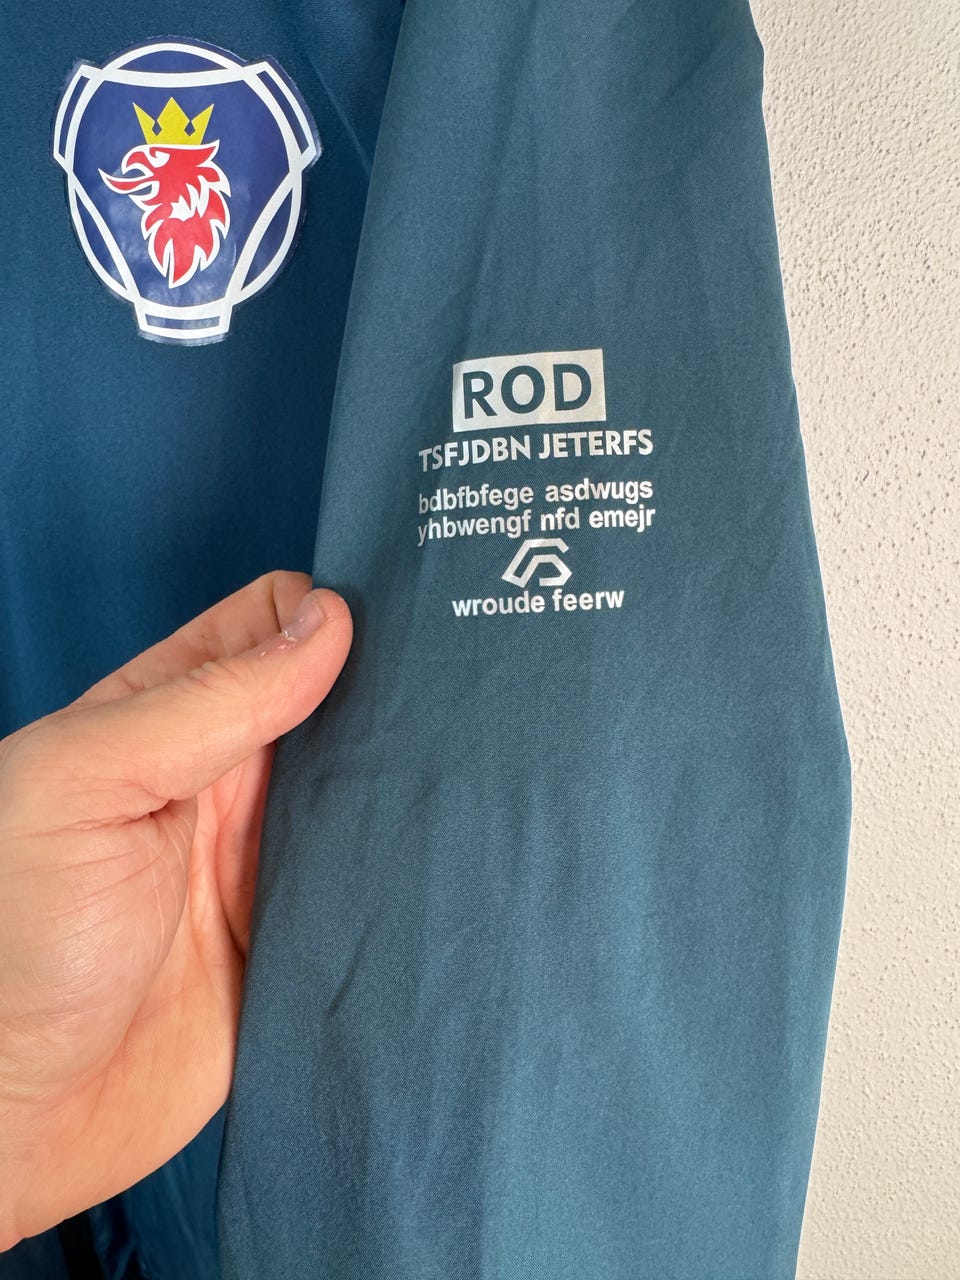 ROD
TSFJDBN JETERFS
bdbfbfege asdwugs
yhbwengf nfd emejr
wroude feerw